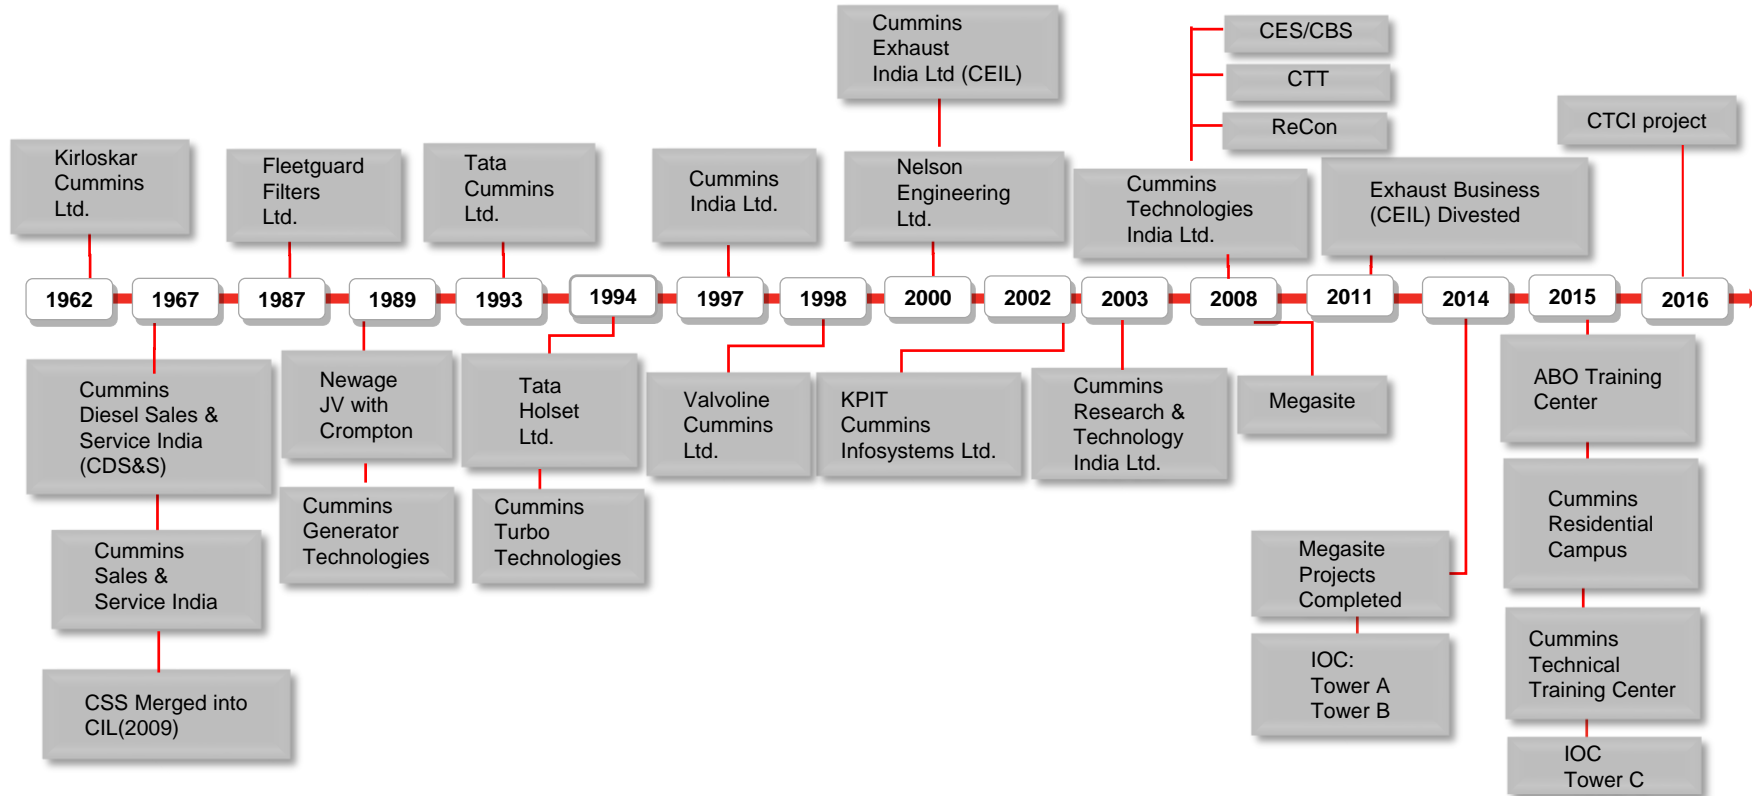 Cummins
Exhaust
India Ltd (CEIL)
CES/CBS
CTT
ReCon
CTCI project
Kirloskar
Cummins
Ltd.
Fleetguard
Filters
Ltd.
Tata
Cummins
Ltd.
Cummins
India Ltd.
Nelson
Engineering
Ltd.
Cummins
Technologies
India Ltd.
Exhaust Business
(CEIL) Divested
1962
1967
1987
1989
1993
1994
1997
1998
2000
2002
2003
2008
2011
2014
2015
2016
Cummins
Diesel Sales &
Service India
(CDS&S)
Newage
JV with
Crompton
Tata
Holset
Ltd.
Valvoline
Cummins
Ltd.
KPIT
Cummins
Infosystems Ltd.
Cummins
Research &
Technology
India Ltd.
Megasite
ABO Training
Center
Cummins
Sales &
Service India
Cummins
Generator
Technologies
Cummins
Turbo
Technologies
Megasite
Projects
Completed
Cummins
Residential
Campus
CSS Merged into
CIL(2009)
IOC:
Tower A
Tower B
Cummins
Technical
Training Center
IOC
Tower C